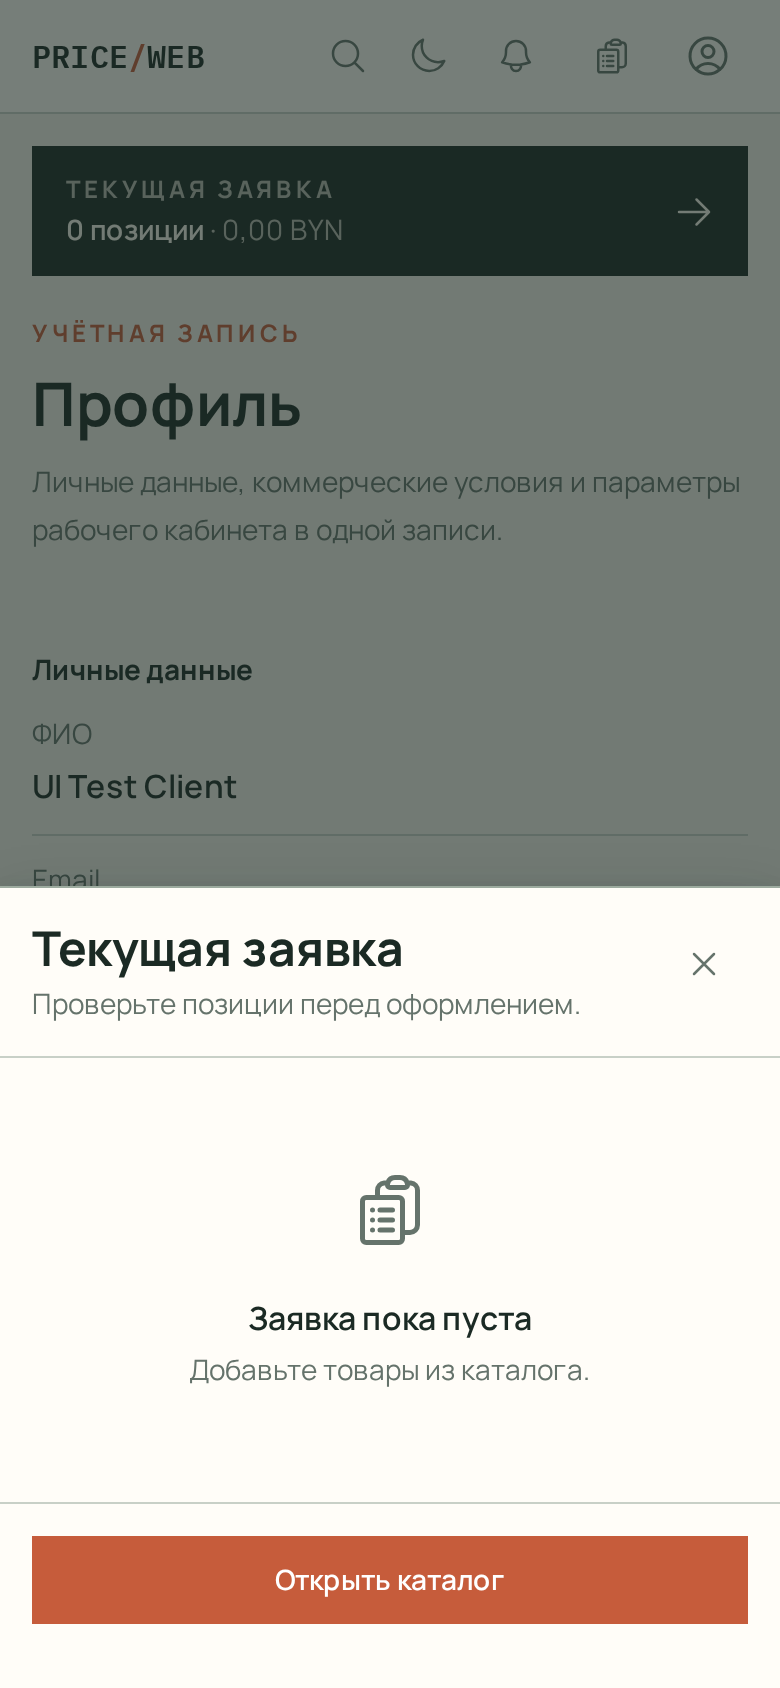 PRICE/WEB
ТЕКУЩАЯ ЗАЯВКА
0 позиции · 0,00 BYN
УЧЁТНАЯ ЗАПИСЬ
Профиль
Личные данные, коммерческие условия и параметры
рабочего кабинета в одной записи.
Личные данные
ФИО
UI Test Client
Email
Текущая заявка
Проверьте позиции перед оформлением.
Заявка пока пуста
Добавьте товары из каталога.
Открыть каталог